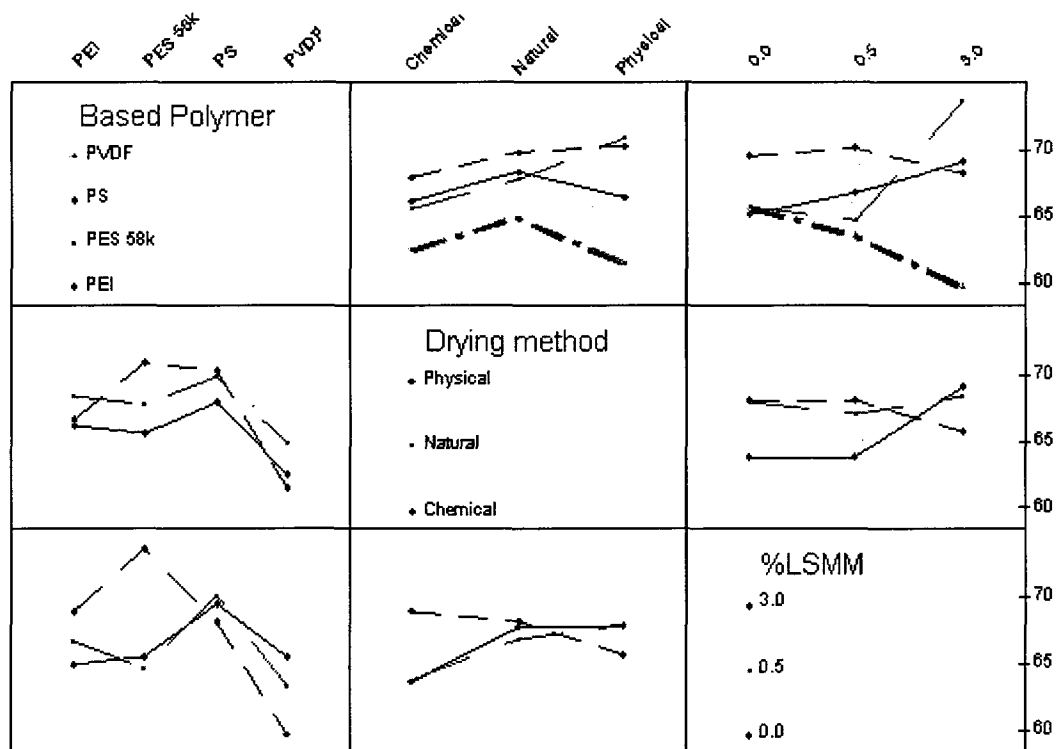 PEI PES 58k PS PVDF Chemical Natural Physical 0.0 0.5 3.0
Based Polymer
PVDF
PS
PES 58k
PEI
70
65
60
Drying method
Physical
Natural
Chemical
70
65
60
%LSMM
3.0
0.5
0.0
70
65
60